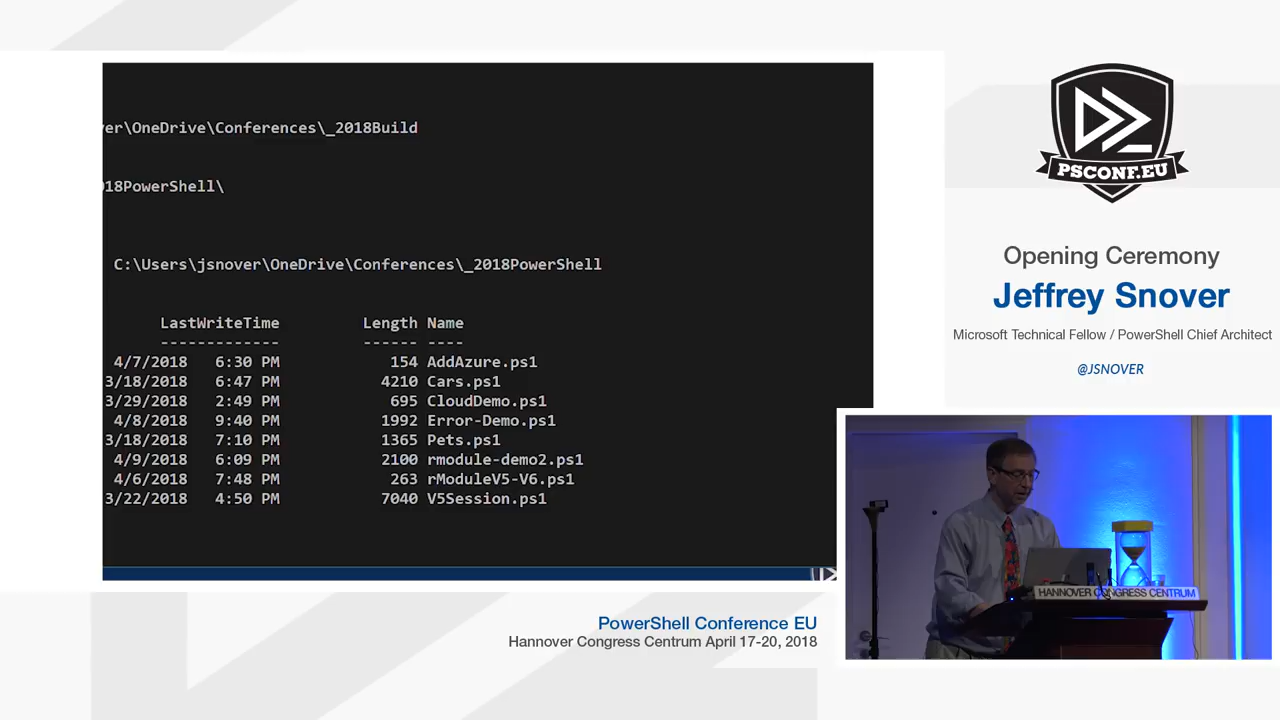 er\OneDrive\Conferences\_2018Build
18PowerShell\
C:\Users\jsnover\OneDrive\Conferences\_2018PowerShell
LastWriteTime Length Name
------------- ------ ----
4/7/2018 6:30 PM 154 AddAzure.ps1
3/18/2018 6:47 PM 4210 Cars.ps1
3/29/2018 2:49 PM 695 CloudDemo.ps1
4/8/2018 9:40 PM 1992 Error-Demo.ps1
3/18/2018 7:10 PM 1365 Pets.ps1
4/9/2018 6:09 PM 2100 rmodule-demo2.ps1
4/6/2018 7:48 PM 263 rModuleV5-V6.ps1
3/22/2018 4:50 PM 7040 V5Session.ps1
PSCONF.EU
Opening Ceremony
Jeffrey Snover
Microsoft Technical Fellow / PowerShell Chief Architect
@JSNOVER
HANNOVER CONGRESS CENTRUM
PowerShell Conference EU
Hannover Congress Centrum April 17-20, 2018